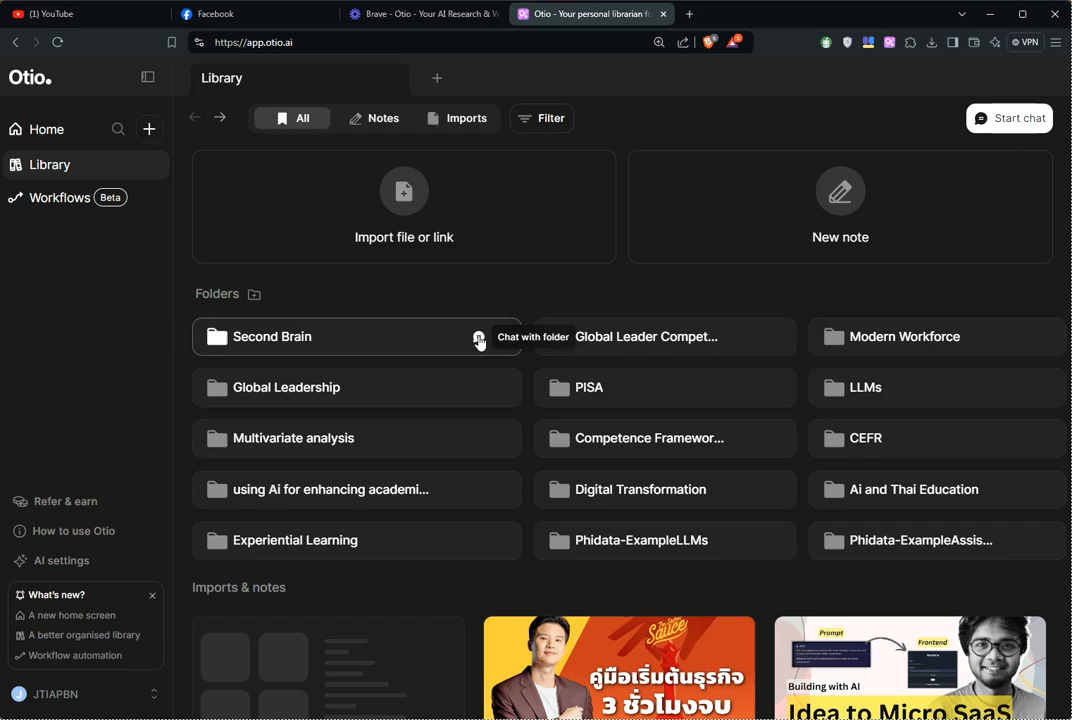 (1) YouTube
Facebook
Brave - Otio - Your AI Research & W
Otio - Your personal librarian f
https://app.otio.ai
VPN
Otio.
Library
Home
All
Notes
Imports
Filter
Start chat
Library
Workflows Beta
Import file or link
New note
Folders
Second Brain
Chat with folder
Global Leader Compet...
Modern Workforce
Global Leadership
PISA
LLMs
Multivariate analysis
Competence Framewor...
CEFR
using Ai for enhancing academi...
Digital Transformation
Ai and Thai Education
Experiential Learning
Phidata-ExampleLLMs
Phidata-ExampleAssis...
Refer & earn
How to use Otio
AI settings
What's new?
A new home screen
A better organised library
Workflow automation
J JTIAPBN
Imports & notes
The Secret Sauce
คู่มือเริ่มต้นธุรกิจ
3 ชั่วโมงจบ
Prompt
Frontend
Building with AI
Idea to Micro SaaS